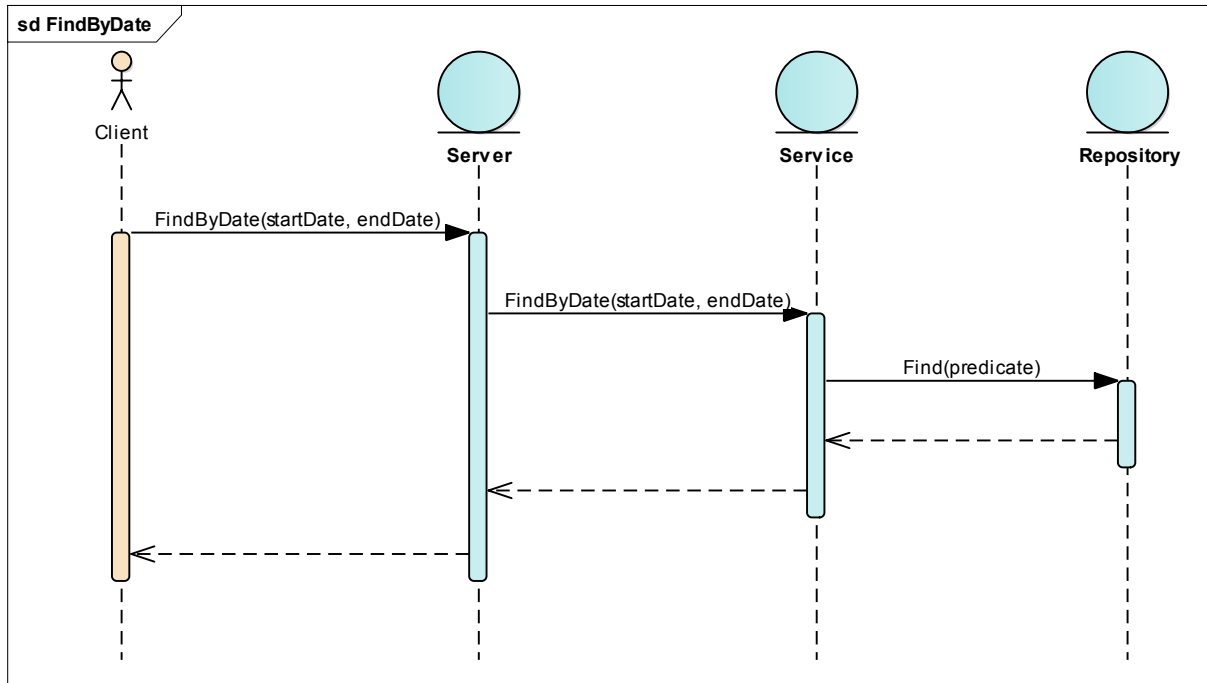 sd FindByDate
Client
Server
Service
Repository
FindByDate(startDate, endDate)
FindByDate(startDate, endDate)
Find(predicate)